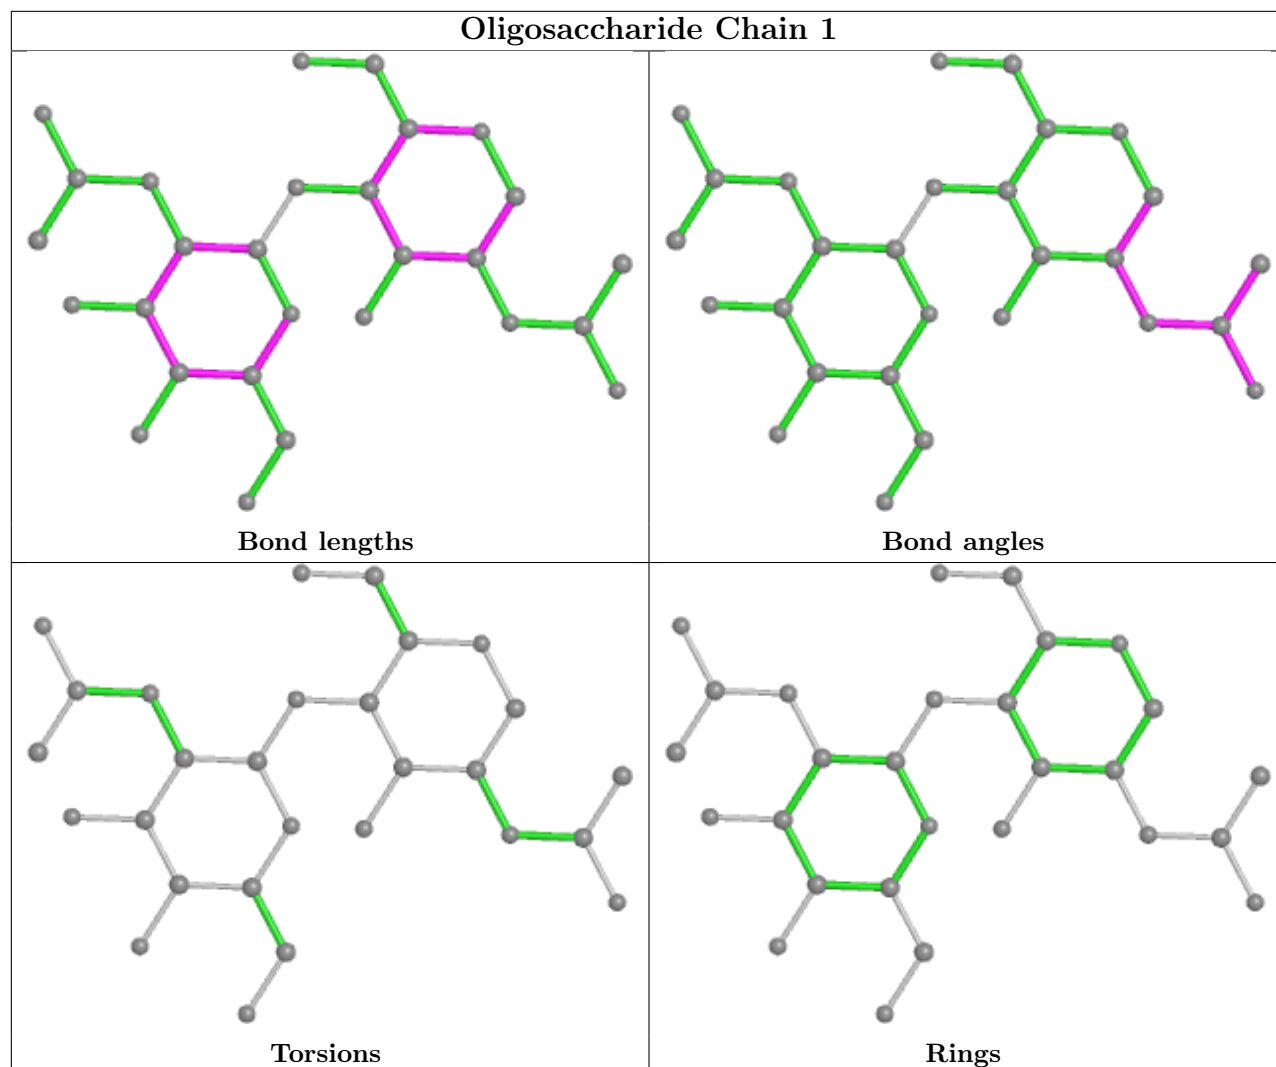 Oligosaccharide Chain 1
Bond lengths
Bond angles
Torsions
Rings